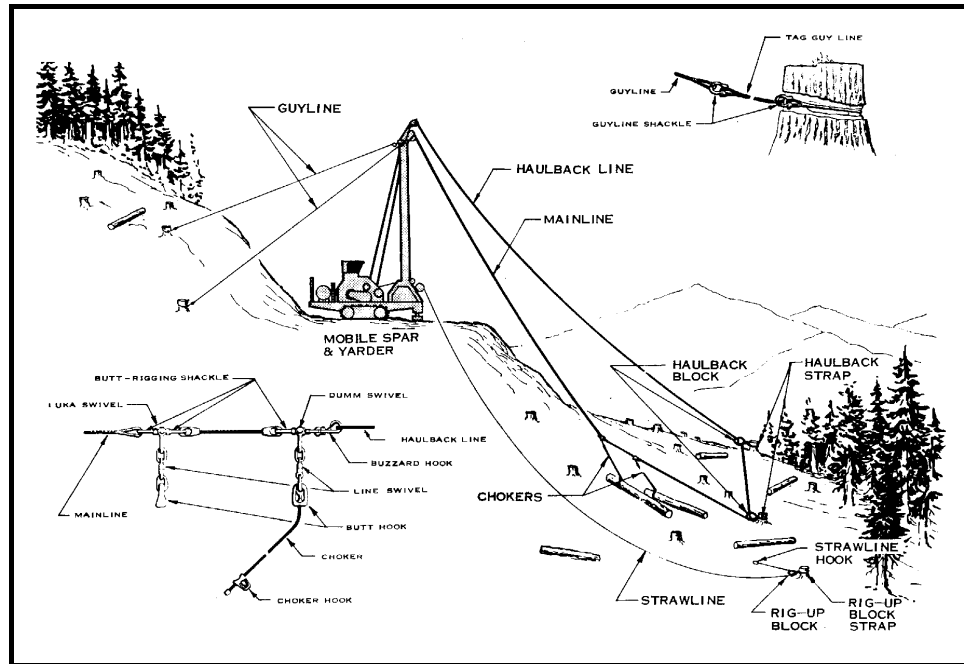 TAG GUY LINE
GUYLINE
GUYLINE SHACKLE
GUYLINE
HAULBACK LINE
MAINLINE
MOBILE SPAR
& YARDER
HAULBACK
BLOCK
HAULBACK
STRAP
BUTT-RIGGING SHACKLE
DUMM SWIVEL
HAULBACK LINE
BUZZARD HOOK
LINE SWIVEL
MAINLINE
BUTT HOOK
CHOKER
CHOKER HOOK
CHOKERS
STRAWLINE
HOOK
STRAWLINE
RIG-UP
BLOCK
RIG-UP
BLOCK
STRAP